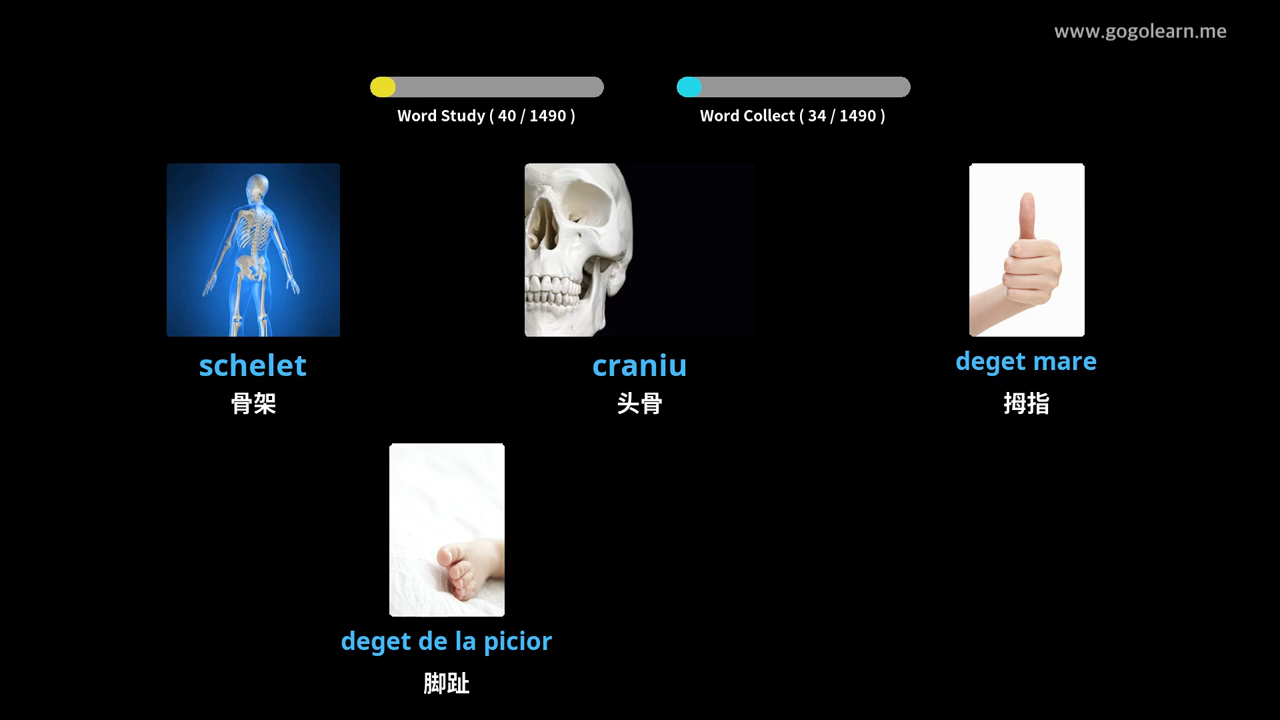 www.gogolearn.me
Word Study ( 40 / 1490 )
Word Collect ( 34 / 1490 )
schelet
骨架
craniu
头骨
deget mare
拇指
deget de la picior
脚趾